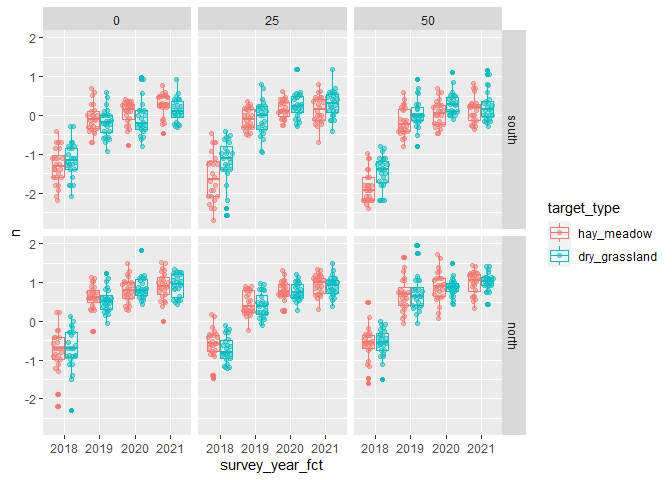 0 25 50
2
1
0
-1
-2
south
2
1
0
-1
-2
north
n
2018 2019 2020 2021 2018 2019 2020 2021 2018 2019 2020 2021
survey_year_fct
target_type
hay_meadow
dry_grassland